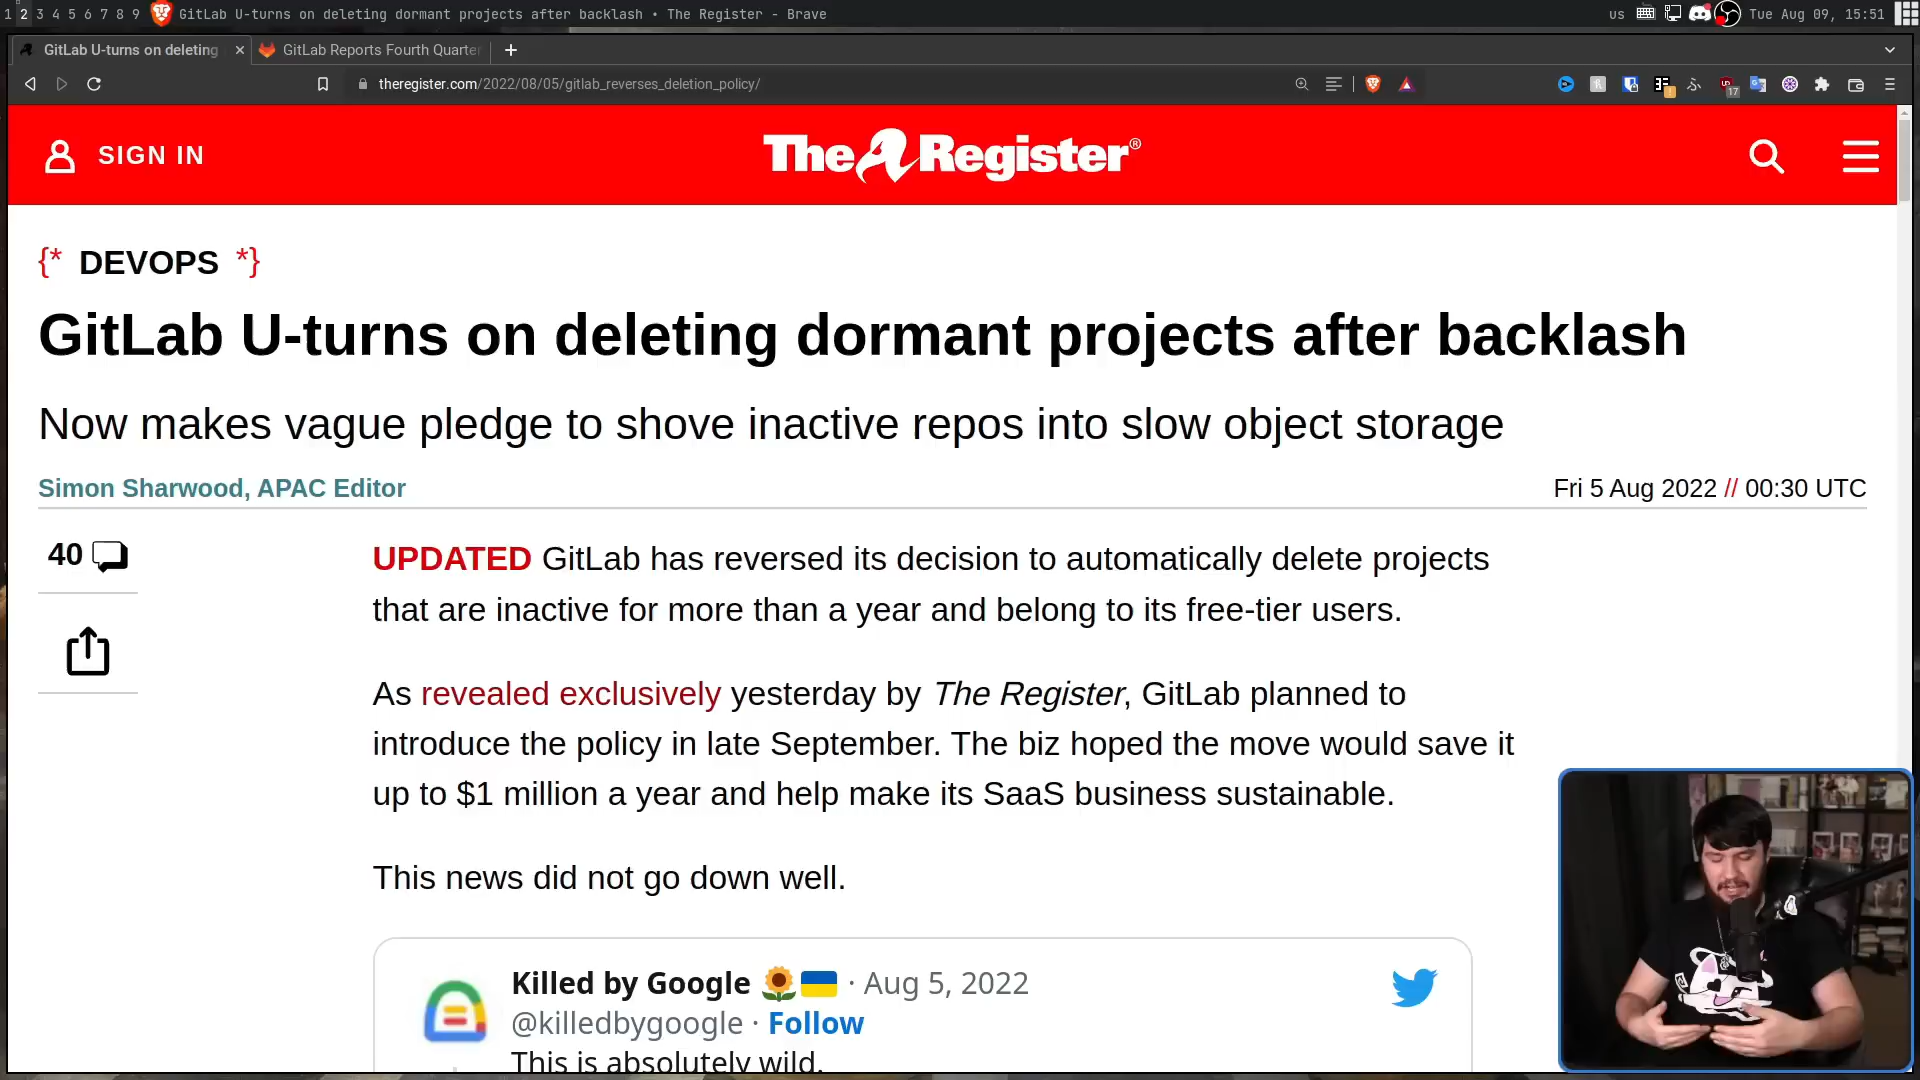 1 2 3 4 5 6 7 8 9 GitLab U-turns on deleting dormant projects after backlash • The Register - Brave
us Tue Aug 09, 15:51
GitLab U-turns on deleting
GitLab Reports Fourth Quarter
theregister.com/2022/08/05/gitlab_reverses_deletion_policy/
17
SIGN IN
The Register®
{* DEVOPS *}
GitLab U-turns on deleting dormant projects after backlash
Now makes vague pledge to shove inactive repos into slow object storage
Simon Sharwood, APAC Editor
Fri 5 Aug 2022 // 00:30 UTC
40
UPDATED GitLab has reversed its decision to automatically delete projects
that are inactive for more than a year and belong to its free-tier users.
As revealed exclusively yesterday by The Register, GitLab planned to
introduce the policy in late September. The biz hoped the move would save it
up to $1 million a year and help make its SaaS business sustainable.
This news did not go down well.
Killed by Google 🌻🇺🇦 · Aug 5, 2022
@killedbygoogle · Follow
This is absolutely wild.